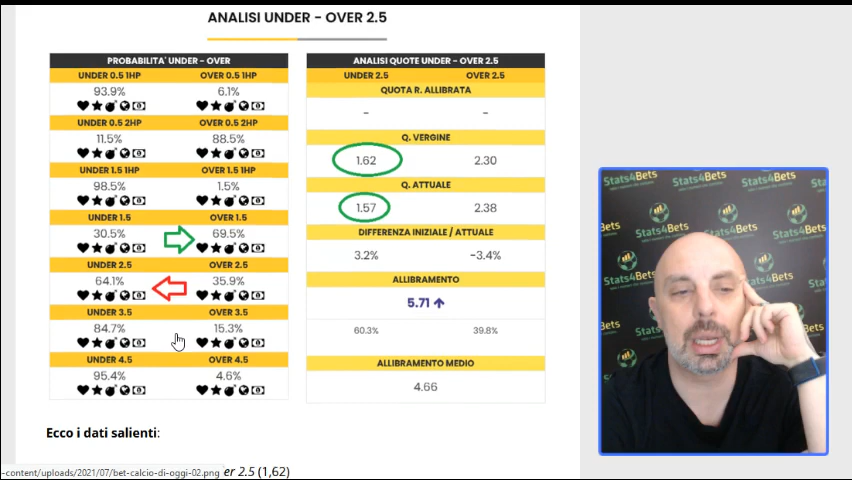 ANALISI UNDER - OVER 2.5
PROBABILITA' UNDER - OVER
UNDER 0.5 1HP OVER 0.5 1HP
93.9% 6.1%
UNDER 0.5 2HP OVER 0.5 2HP
11.5% 88.5%
UNDER 1.5 1HP OVER 1.5 1HP
98.5% 1.5%
UNDER 1.5 OVER 1.5
30.5% 69.5%
UNDER 2.5 OVER 2.5
64.1% 35.9%
UNDER 3.5 OVER 3.5
84.7% 15.3%
UNDER 4.5 OVER 4.5
95.4% 4.6%
ANALISI QUOTE UNDER - OVER 2.5
UNDER 2.5 OVER 2.5
QUOTA R. ALLIBRATA
- -
Q. VERGINE
1.62 2.30
Q. ATTUALE
1.57 2.38
DIFFERENZA INIZIALE / ATTUALE
3.2% -3.4%
ALLIBRAMENTO
5.71
60.3% 39.8%
ALLIBRAMENTO MEDIO
4.66
Ecco i dati salienti:
-content/uploads/2021/07/bet-calcio-di-oggi-02.png er 2.5 (1,62)
Stats4Bets
Stats4Bets
Stats4Bets
Bets
Stats4Bets
Stats4Bets